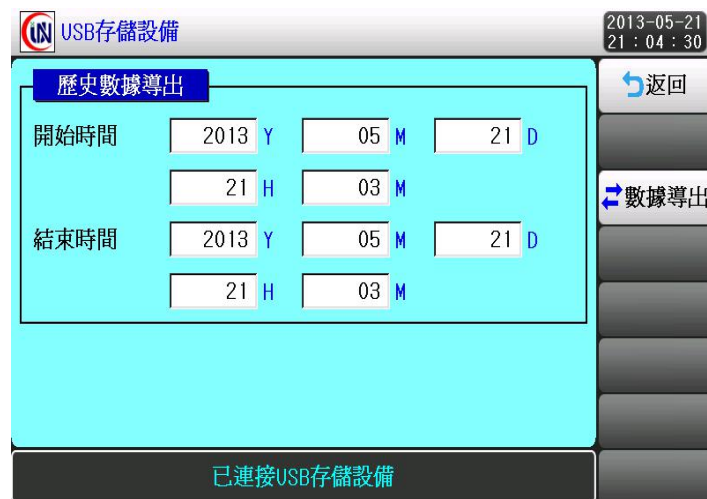 iN USB存儲設備
2013-05-21
21：04：30
歷史數據導出
返回
開始時間 2013 Y 05 M 21 D
21 H 03 M
數據導出
結束時間 2013 Y 05 M 21 D
21 H 03 M
已連接USB存儲設備